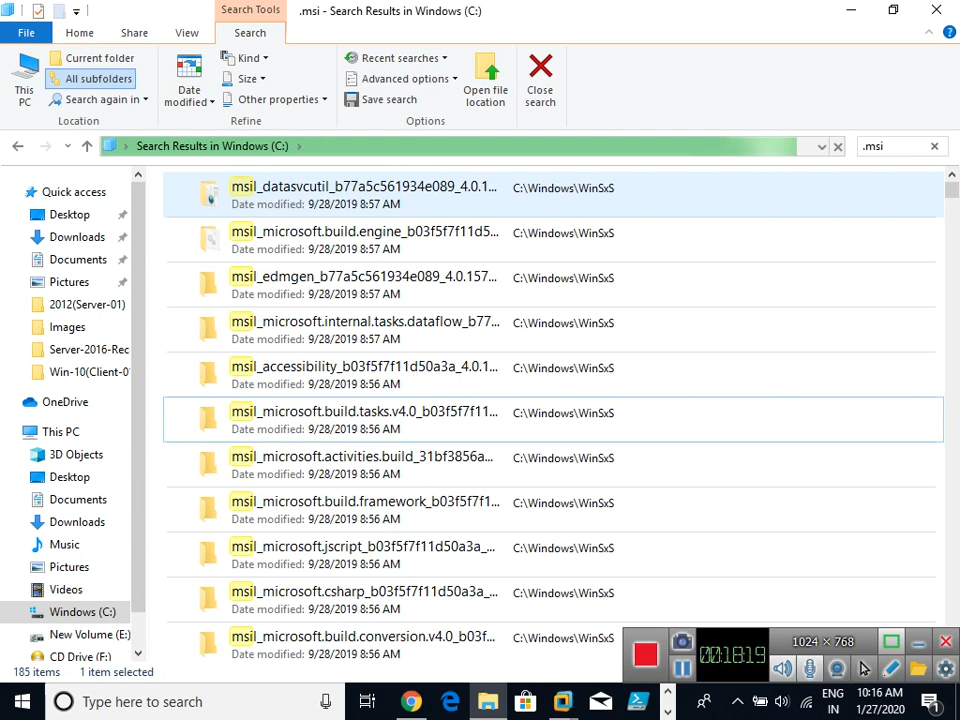 Search Tools
.msi - Search Results in Windows (C:)
File
Home
Share
View
Search
This PC
Current folder
All subfolders
Search again in
Location
Date modified
Kind
Size
Other properties
Refine
Recent searches
Advanced options
Save search
Open file location
Options
Close search
Search Results in Windows (C:)
.msi
Quick access
Desktop
Downloads
Documents
Pictures
2012(Server-01)
Images
Server-2016-Rec
Win-10(Client-0
OneDrive
This PC
3D Objects
Desktop
Documents
Downloads
Music
Pictures
Videos
Windows (C:)
New Volume (E:)
CD Drive (F:)
msil_datasvcutil_b77a5c561934e089_4.0.1... C:\Windows\WinSxS
Date modified: 9/28/2019 8:57 AM
msil_microsoft.build.engine_b03f5f7f11d5... C:\Windows\WinSxS
Date modified: 9/28/2019 8:57 AM
msil_edmgen_b77a5c561934e089_4.0.157... C:\Windows\WinSxS
Date modified: 9/28/2019 8:57 AM
msil_microsoft.internal.tasks.dataflow_b77... C:\Windows\WinSxS
Date modified: 9/28/2019 8:57 AM
msil_accessibility_b03f5f7f11d50a3a_4.0.1... C:\Windows\WinSxS
Date modified: 9/28/2019 8:56 AM
msil_microsoft.build.tasks.v4.0_b03f5f7f11... C:\Windows\WinSxS
Date modified: 9/28/2019 8:56 AM
msil_microsoft.activities.build_31bf3856a... C:\Windows\WinSxS
Date modified: 9/28/2019 8:56 AM
msil_microsoft.build.framework_b03f5f7f1... C:\Windows\WinSxS
Date modified: 9/28/2019 8:56 AM
msil_microsoft.jscript_b03f5f7f11d50a3a_... C:\Windows\WinSxS
Date modified: 9/28/2019 8:56 AM
msil_microsoft.csharp_b03f5f7f11d50a3a_... C:\Windows\WinSxS
Date modified: 9/28/2019 8:56 AM
msil_microsoft.build.conversion.v4.0_b03f... C:\Windows\WinSxS
Date modified: 9/28/2019 8:56 AM
185 items
1 item selected
00:18:19
1024 × 768
Type here to search
ENG
IN
10:16 AM
1/27/2020
1